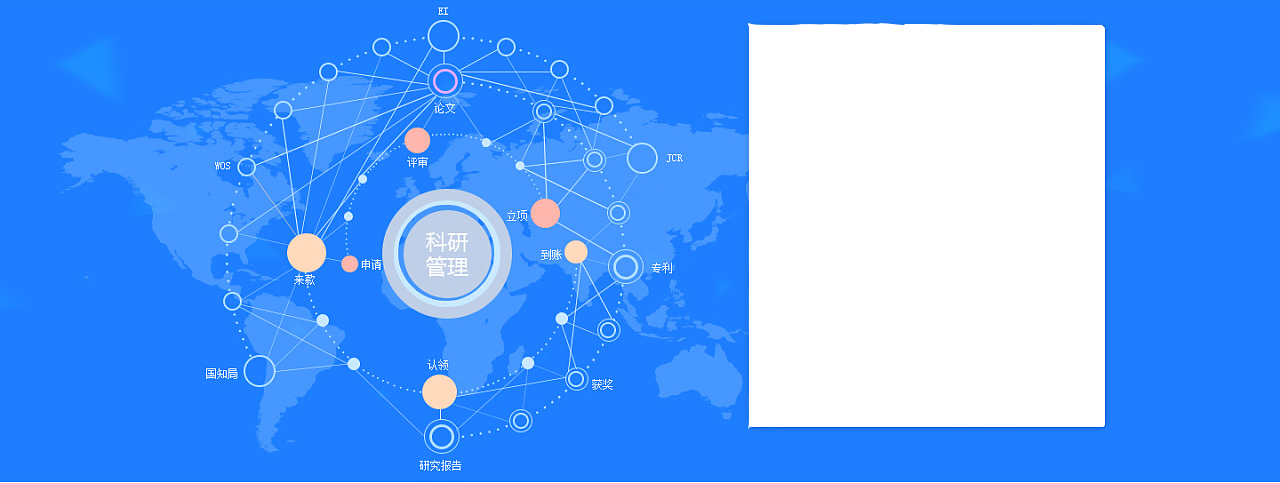 EI
论文
评审
WOS
JCR
立项
科研
管理
到账
申请
专利
来款
认领
国知局
获奖
研究报告